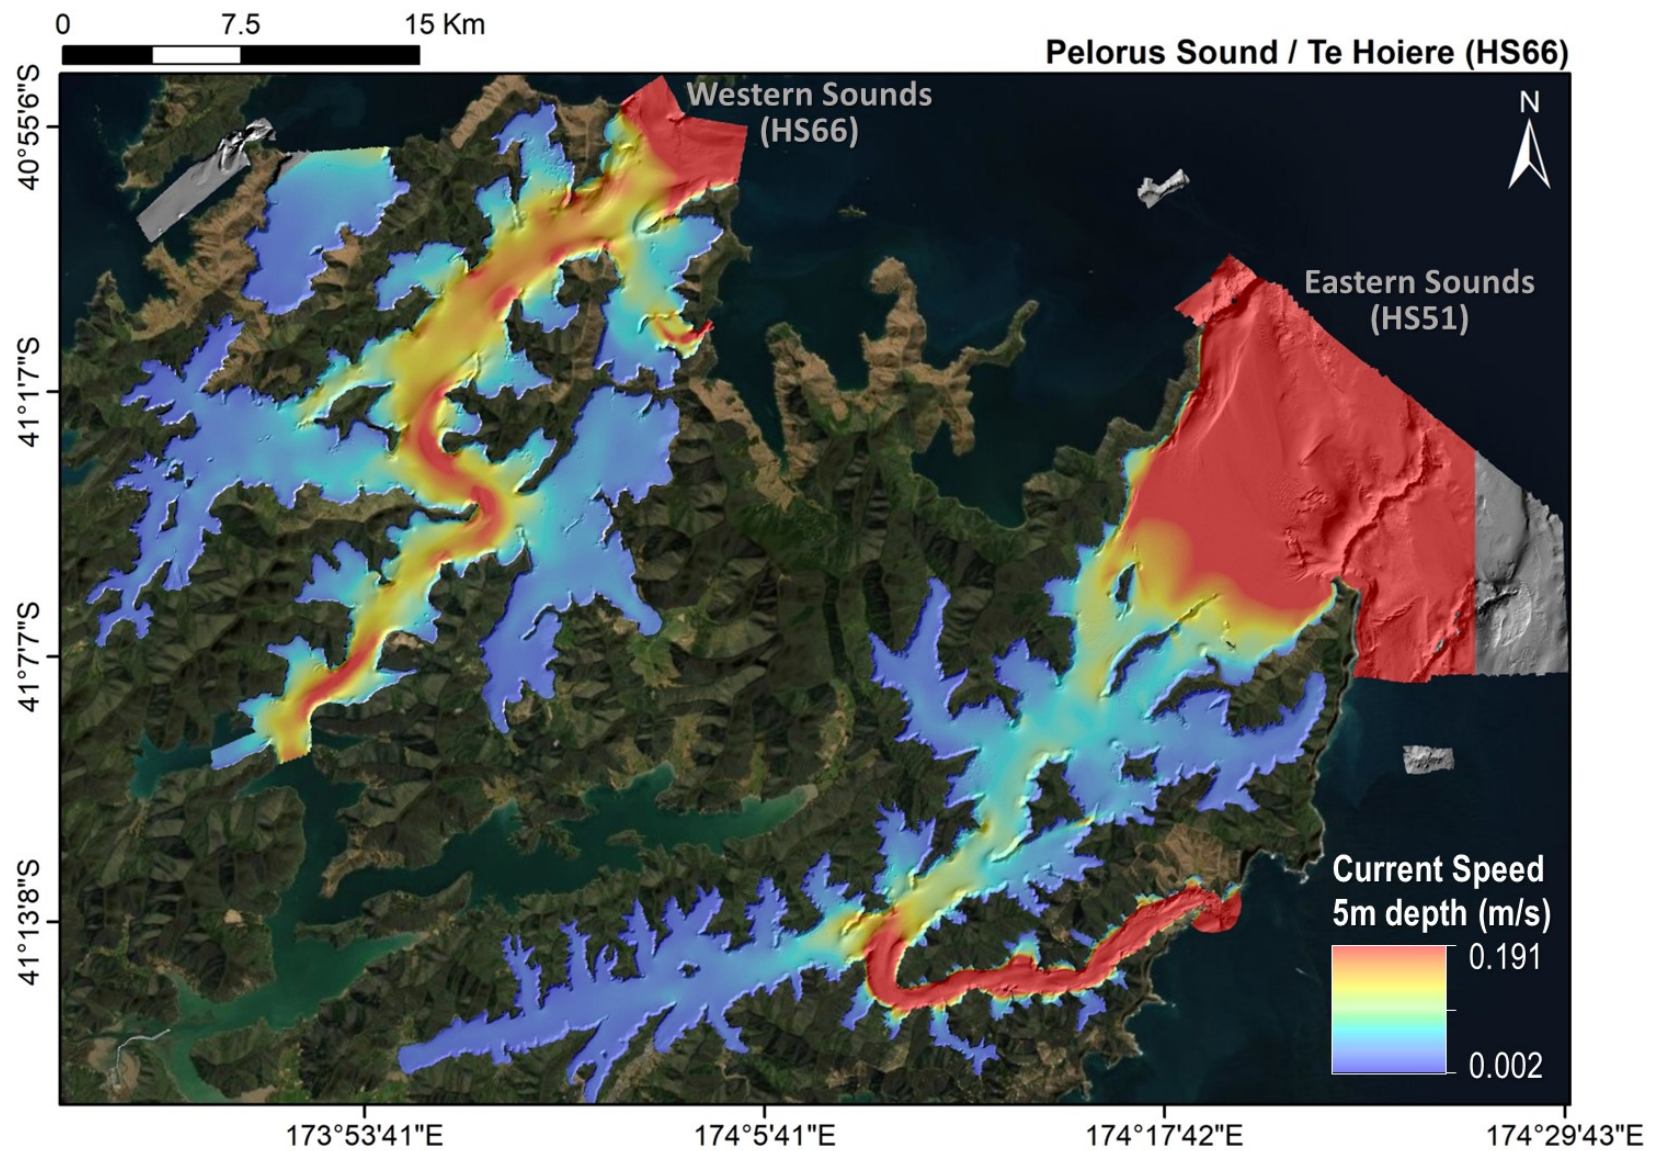 0 7.5 15 Km
Pelorus Sound / Te Hoiere (HS66)
Western Sounds
(HS66)
N
Eastern Sounds
(HS51)
40°55'6"S
41°1'7"S
41°7'7"S
41°13'8"S
Current Speed
5m depth (m/s)
0.191
0.002
173°53'41"E 174°5'41"E 174°17'42"E 174°29'43"E